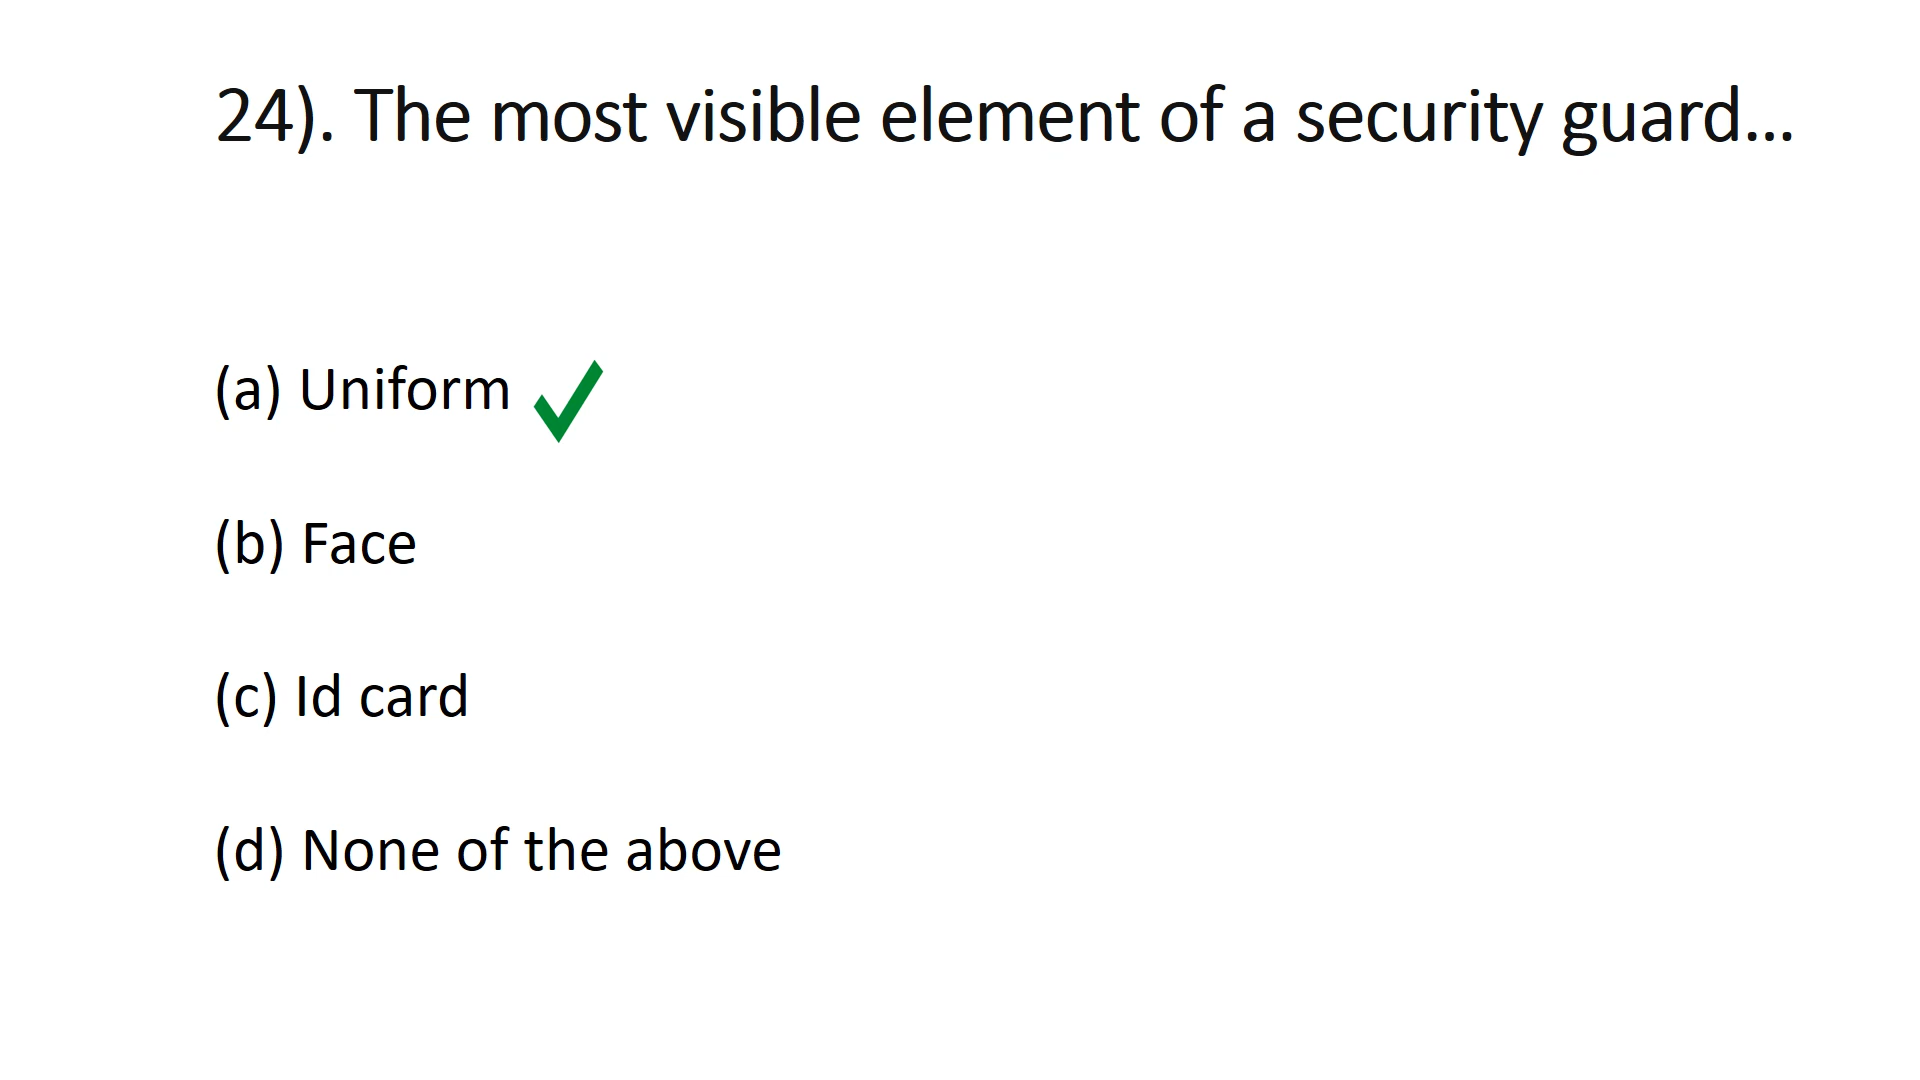 24). The most visible element of a security guard...
(a) Uniform
(b) Face
(c) Id card
(d) None of the above